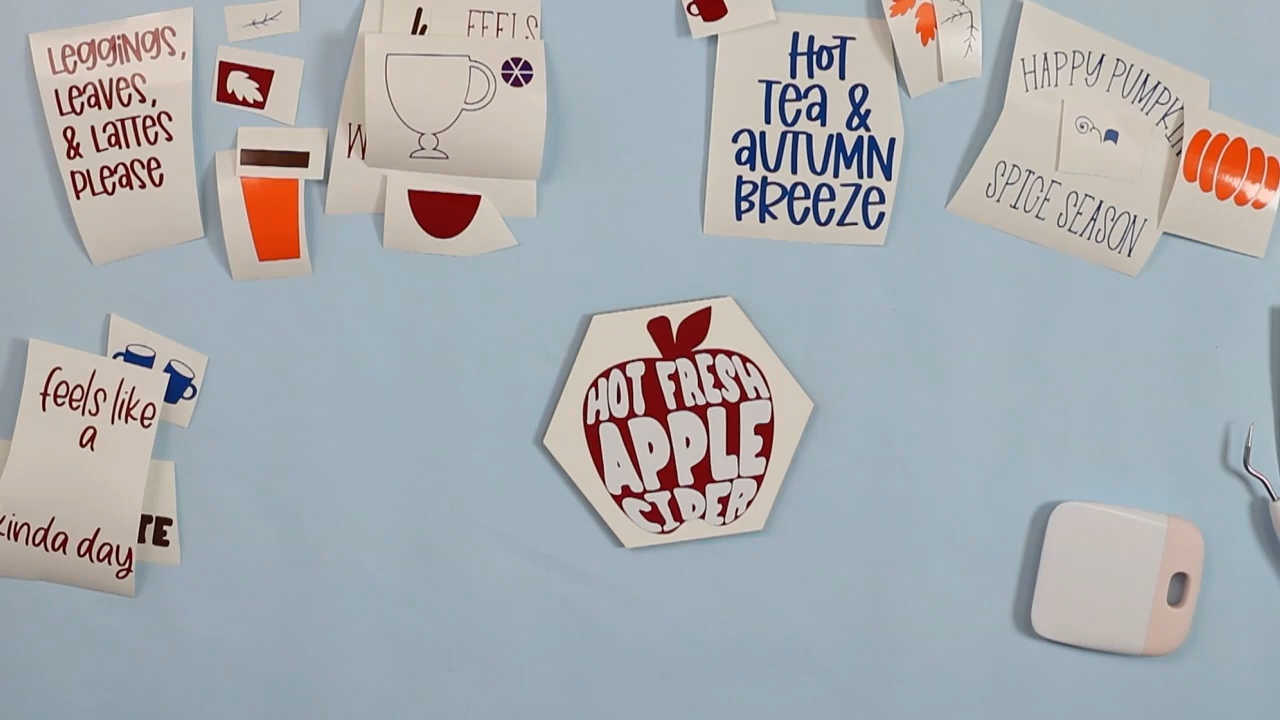 Leggings,
Leaves,
& Lattes
Please
FEELS
W
Hot
Tea &
AUTUMN
BREEZE
HAPPY PUMPKIN
SPICE SEASON
HOT FRESH
APPLE
CIDER
feels like
a
kinda day
TE